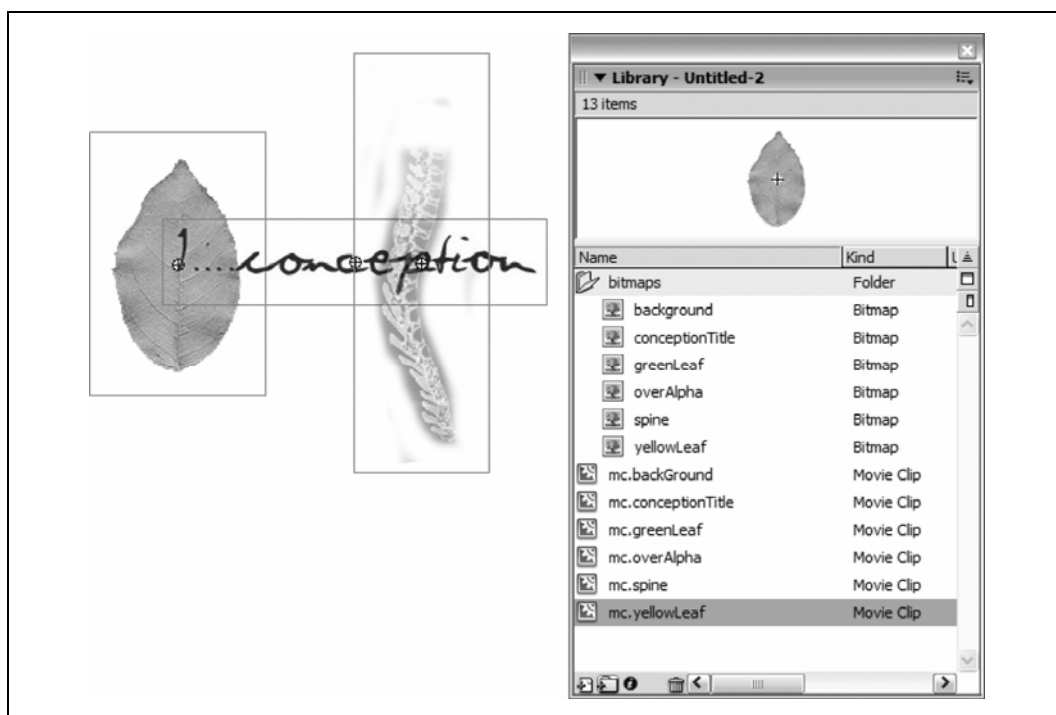 1....conception
Library - Untitled-2
13 items
Name Kind
bitmaps Folder
background Bitmap
conceptionTitle Bitmap
greenLeaf Bitmap
overAlpha Bitmap
spine Bitmap
yellowLeaf Bitmap
mc.backGround Movie Clip
mc.conceptionTitle Movie Clip
mc.greenLeaf Movie Clip
mc.overAlpha Movie Clip
mc.spine Movie Clip
mc.yellowLeaf Movie Clip